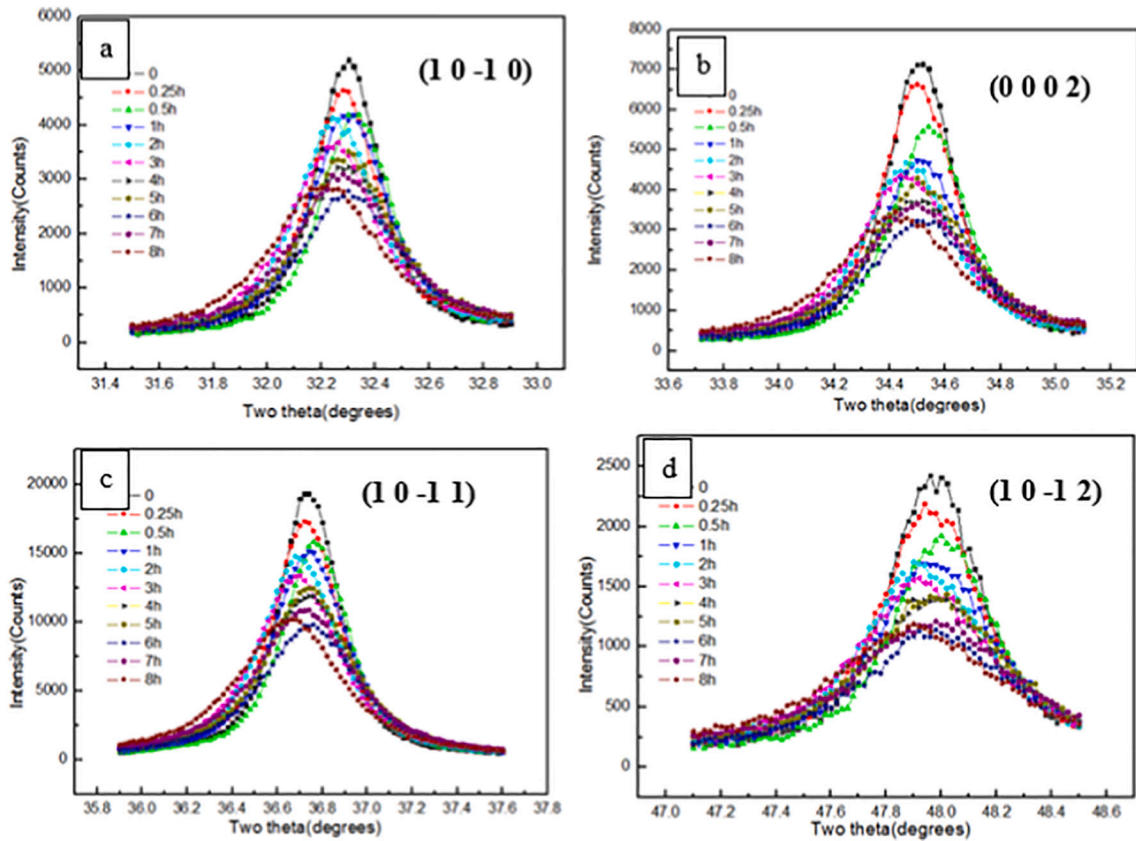 a
(1 0 -1 0)
Intensity(Counts)
6000
5000
4000
3000
2000
1000
0
0
0.25h
0.5h
1h
2h
3h
4h
5h
6h
7h
8h
31.4 31.6 31.8 32.0 32.2 32.4 32.6 32.8 33.0
Two theta(degrees)
b
(0 0 0 2)
Intensity(Counts)
8000
7000
6000
5000
4000
3000
2000
1000
0
0
0.25h
0.5h
1h
2h
3h
4h
5h
6h
7h
8h
33.6 33.8 34.0 34.2 34.4 34.6 34.8 35.0 35.2
Two theta(degrees)
c
(1 0 -1 1)
Intensity(Counts)
20000
15000
10000
5000
0
0
0.25h
0.5h
1h
2h
3h
4h
5h
6h
7h
8h
35.8 36.0 36.2 36.4 36.6 36.8 37.0 37.2 37.4 37.6 37.8
Two theta(degrees)
d
(1 0 -1 2)
Intensity(Counts)
2500
2000
1500
1000
500
0
0
0.25h
0.5h
1h
2h
3h
4h
5h
6h
7h
8h
47.0 47.2 47.4 47.6 47.8 48.0 48.2 48.4 48.6
Two theta(degrees)